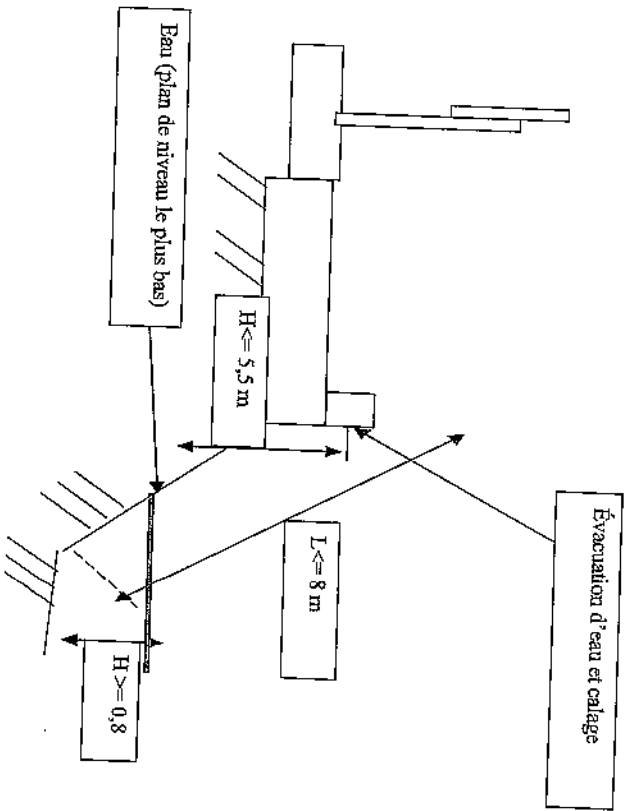 Évacuation d'eau et calage
L<= 8 m
H<= 5,5 m
H >= 0,8
Eau (plan de niveau le plus bas)